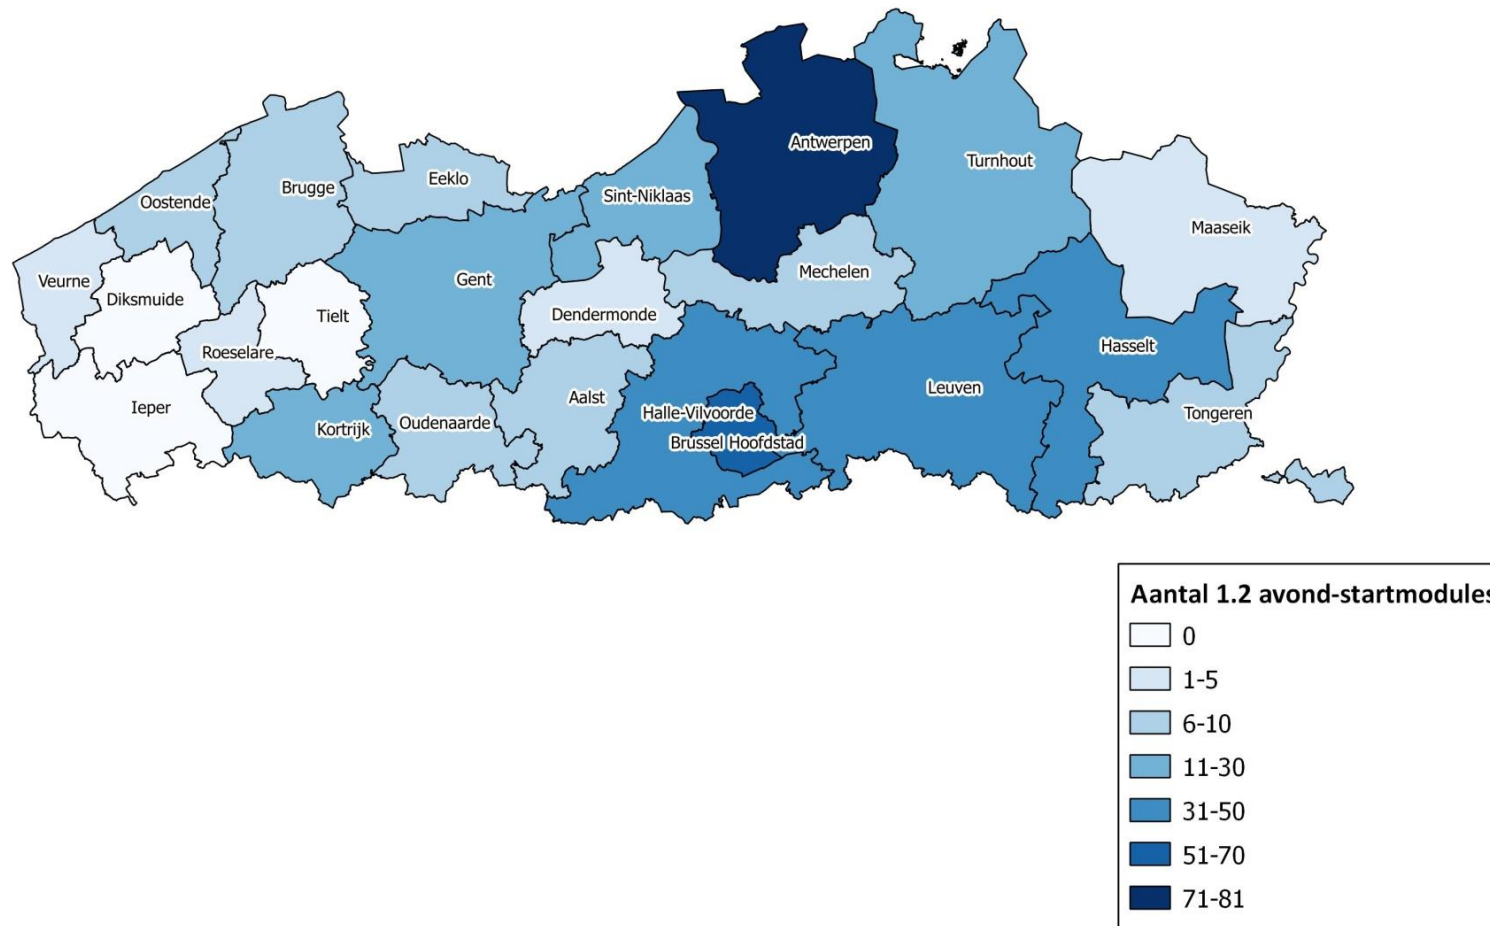 Antwerpen
Turnhout
Eeklo
Brugge
Sint-Niklaas
Oostende
Maaseik
Mechelen
Gent
Veurne
Diksmuide
Tielt
Dendermonde
Hasselt
Roeselare
Leuven
Aalst
Ieper
Halle-Vilvoorde
Tongeren
Oudenaarde
Kortrijk
Brussel Hoofdstad
Aantal 1.2 avond-startmodules
0
1-5
6-10
11-30
31-50
51-70
71-81